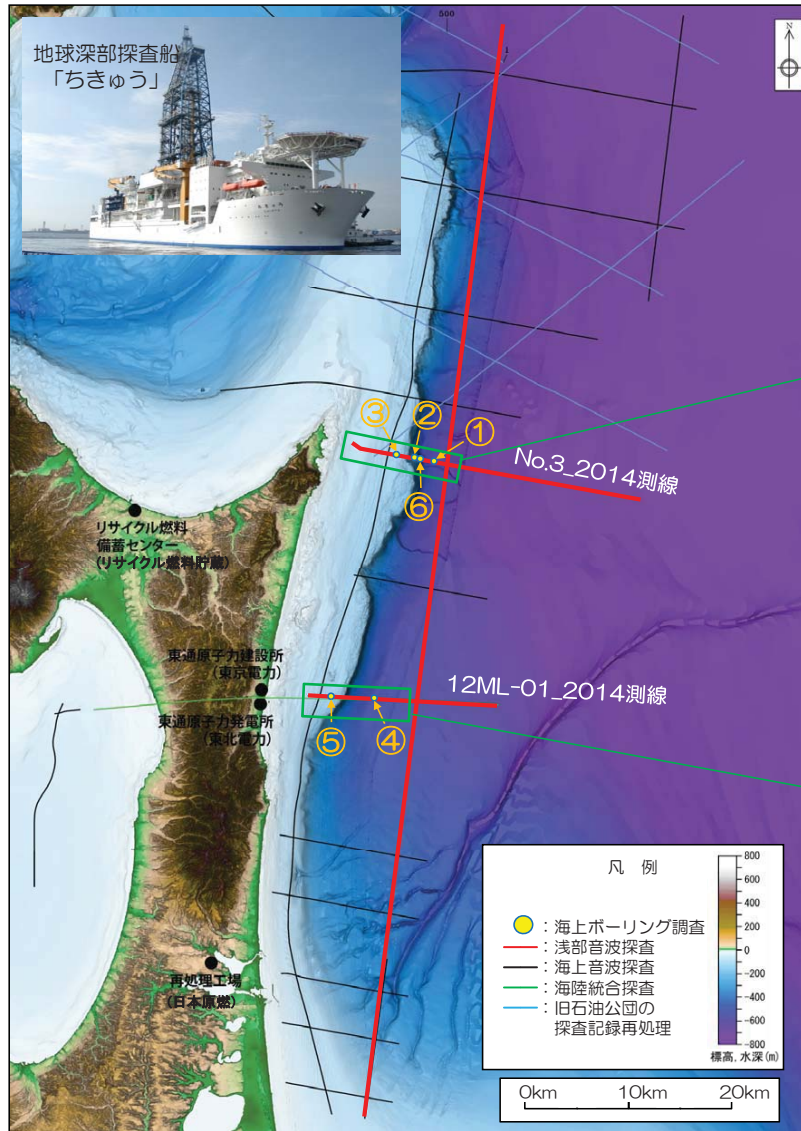 地球深部探査船
「ちきゅう」
500
1
N
③
②
①
⑥
No.3_2014測線
リサイクル燃料
備蓄センター
(リサイクル燃料貯蔵)
東通原子力建設所
(東京電力)
12ML-01_2014測線
東通原子力発電所
(東北電力)
⑤
④
再処理工場
(日本原燃)
凡 例
:海上ボーリング調査
:浅部音波探査
:海上音波探査
:海陸統合探査
:旧石油公団の
探査記録再処理
800
600
400
200
0
-200
-400
-600
-800
標高,水深(m)
0km
10km
20km